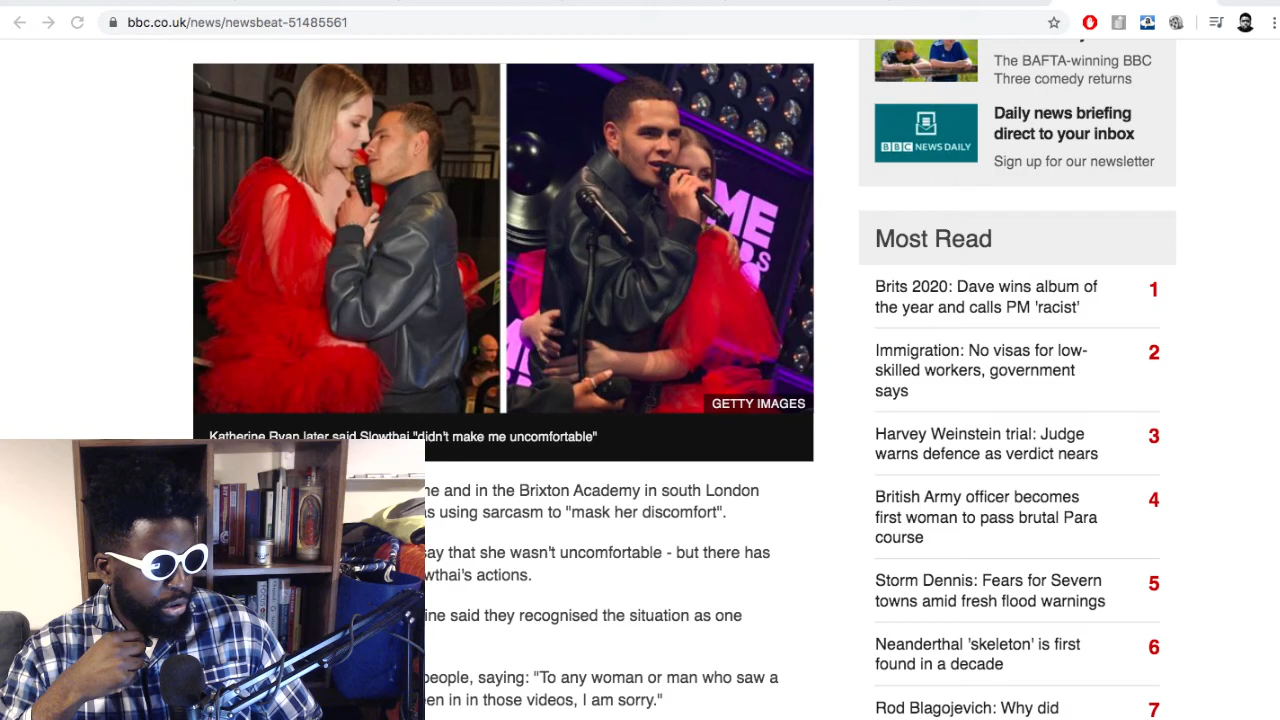 bbc.co.uk/news/newsbeat-51485561
The BAFTA-winning BBC
Three comedy returns
Daily news briefing
direct to your inbox
BBC NEWS DAILY
Sign up for our newsletter
ME
GETTY IMAGES
Katherine Ryan later said Slowthai "didn't make me uncomfortable"
me and in the Brixton Academy in south London
as using sarcasm to "mask her discomfort".
say that she wasn't uncomfortable - but there has
wthai's actions.
ine said they recognised the situation as one
people, saying: "To any woman or man who saw a
en in in those videos, I am sorry."
Most Read
Brits 2020: Dave wins album of 1
the year and calls PM 'racist'
Immigration: No visas for low- 2
skilled workers, government
says
Harvey Weinstein trial: Judge 3
warns defence as verdict nears
British Army officer becomes 4
first woman to pass brutal Para
course
Storm Dennis: Fears for Severn 5
towns amid fresh flood warnings
Neanderthal 'skeleton' is first 6
found in a decade
Rod Blagojevich: Why did 7